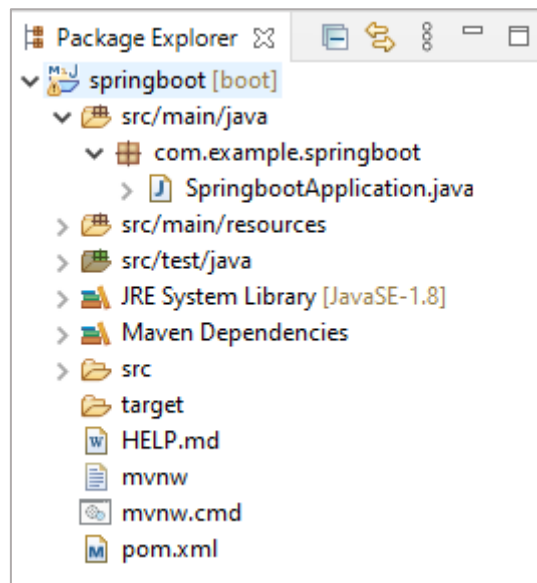 Package Explorer
springboot [boot]
src/main/java
com.example.springboot
SpringbootApplication.java
src/main/resources
src/test/java
JRE System Library [JavaSE-1.8]
Maven Dependencies
src
target
HELP.md
mvnw
mvnw.cmd
pom.xml